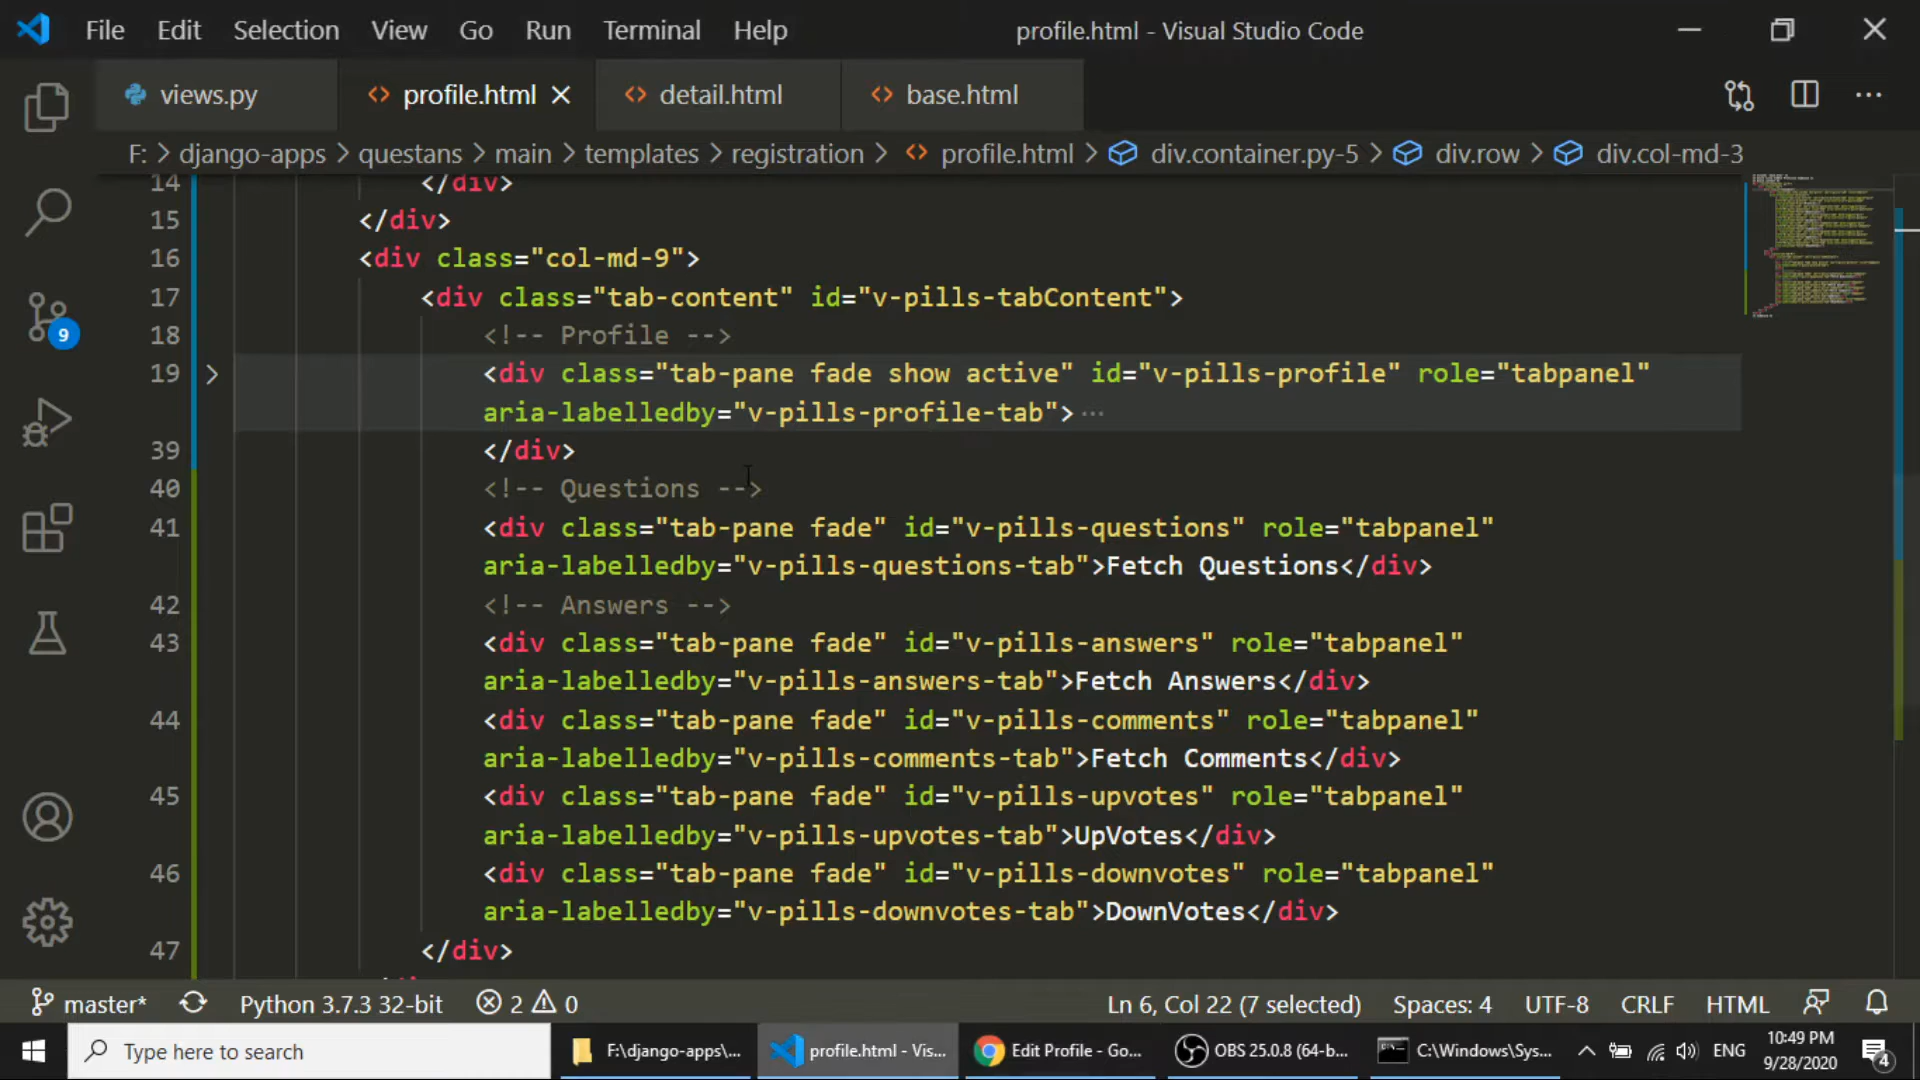 File Edit Selection View Go Run Terminal Help profile.html - Visual Studio Code
views.py profile.html detail.html base.html
F: > django-apps > questans > main > templates > registration > profile.html > div.container.py-5 > div.row > div.col-md-3
14 </div>
15 </div>
16 <div class="col-md-9">
17 <div class="tab-content" id="v-pills-tabContent">
18 <!-- Profile -->
19 <div class="tab-pane fade show active" id="v-pills-profile" role="tabpanel"
aria-labelledby="v-pills-profile-tab">···
39 </div>
40 <!-- Questions -->
41 <div class="tab-pane fade" id="v-pills-questions" role="tabpanel"
aria-labelledby="v-pills-questions-tab">Fetch Questions</div>
42 <!-- Answers -->
43 <div class="tab-pane fade" id="v-pills-answers" role="tabpanel"
aria-labelledby="v-pills-answers-tab">Fetch Answers</div>
44 <div class="tab-pane fade" id="v-pills-comments" role="tabpanel"
aria-labelledby="v-pills-comments-tab">Fetch Comments</div>
45 <div class="tab-pane fade" id="v-pills-upvotes" role="tabpanel"
aria-labelledby="v-pills-upvotes-tab">UpVotes</div>
46 <div class="tab-pane fade" id="v-pills-downvotes" role="tabpanel"
aria-labelledby="v-pills-downvotes-tab">DownVotes</div>
47 </div>
9
master* Python 3.7.3 32-bit 2 0 Ln 6, Col 22 (7 selected) Spaces: 4 UTF-8 CRLF HTML
Type here to search F:\django-apps\... profile.html - Vis... Edit Profile - Go... OBS 25.0.8 (64-b... C:\Windows\Sys... ENG 10:49 PM
9/28/2020 4